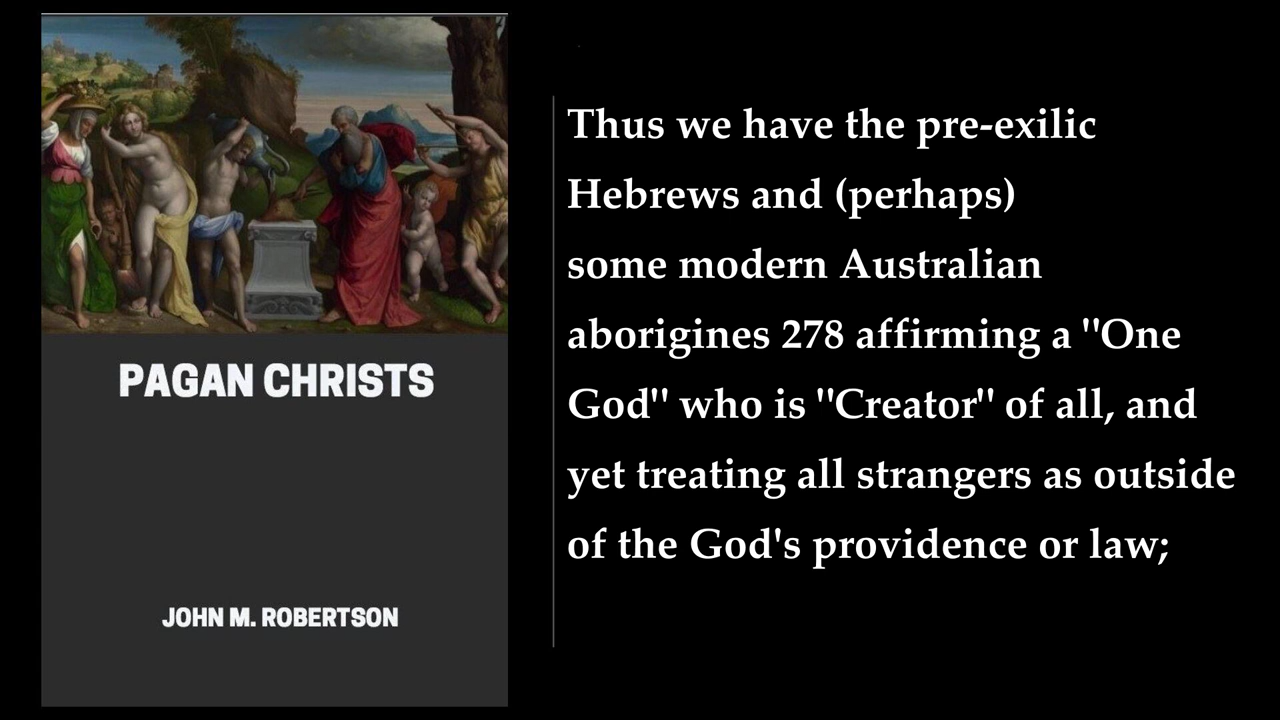 PAGAN CHRISTS
JOHN M. ROBERTSON
Thus we have the pre-exilic
Hebrews and (perhaps)
some modern Australian
aborigines 278 affirming a "One
God" who is "Creator" of all, and
yet treating all strangers as outside
of the God's providence or law;